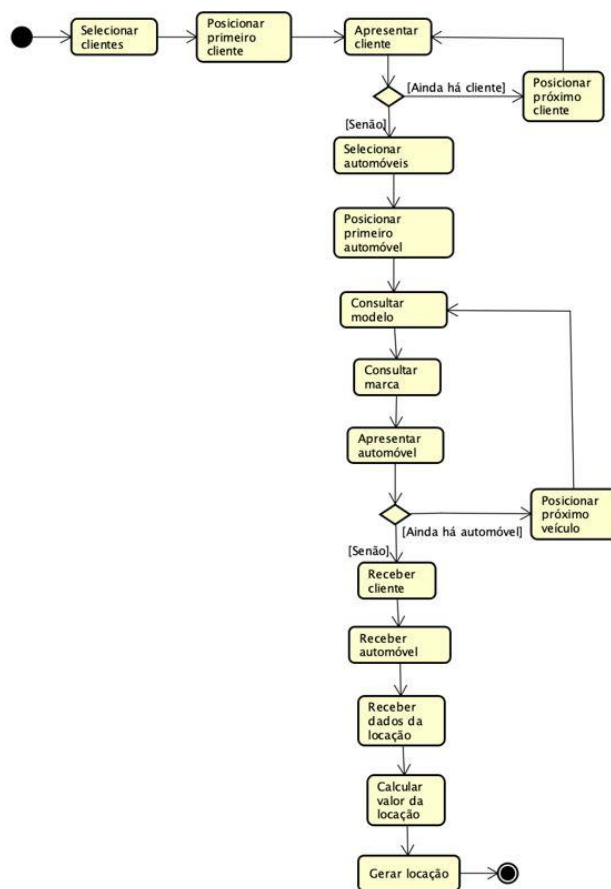 Selecionar
clientes
Posicionar
primeiro
cliente
Apresentar
cliente
[Ainda há cliente]
Posicionar
próximo
cliente
[Senão]
Selecionar
automóveis
Posicionar
primeiro
automóvel
Consultar
modelo
Consultar
marca
Apresentar
automóvel
[Ainda há automóvel]
Posicionar
próximo
veículo
[Senão]
Receber
cliente
Receber
automóvel
Receber
dados da
locação
Calcular
valor da
locação
Gerar locação